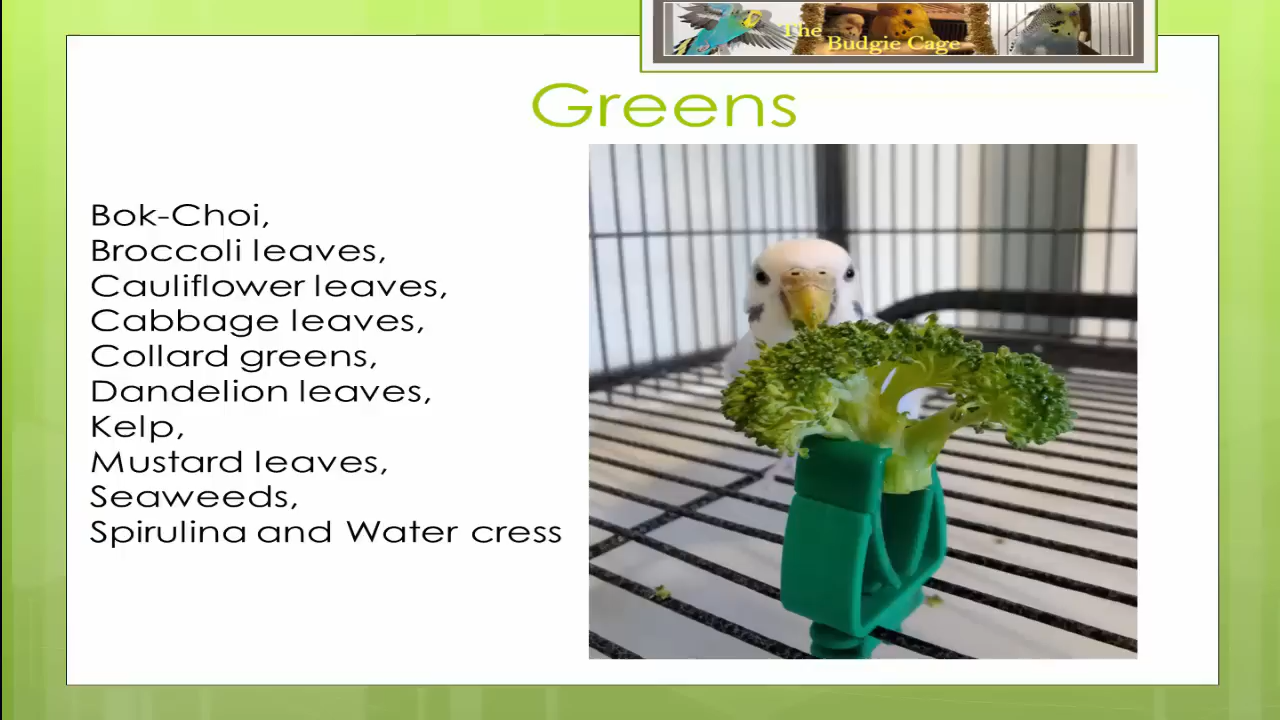 The
Budgie Cage
Greens
Bok-Choi,
Broccoli leaves,
Cauliflower leaves,
Cabbage leaves,
Collard greens,
Dandelion leaves,
Kelp,
Mustard leaves,
Seaweeds,
Spirulina and Water cress